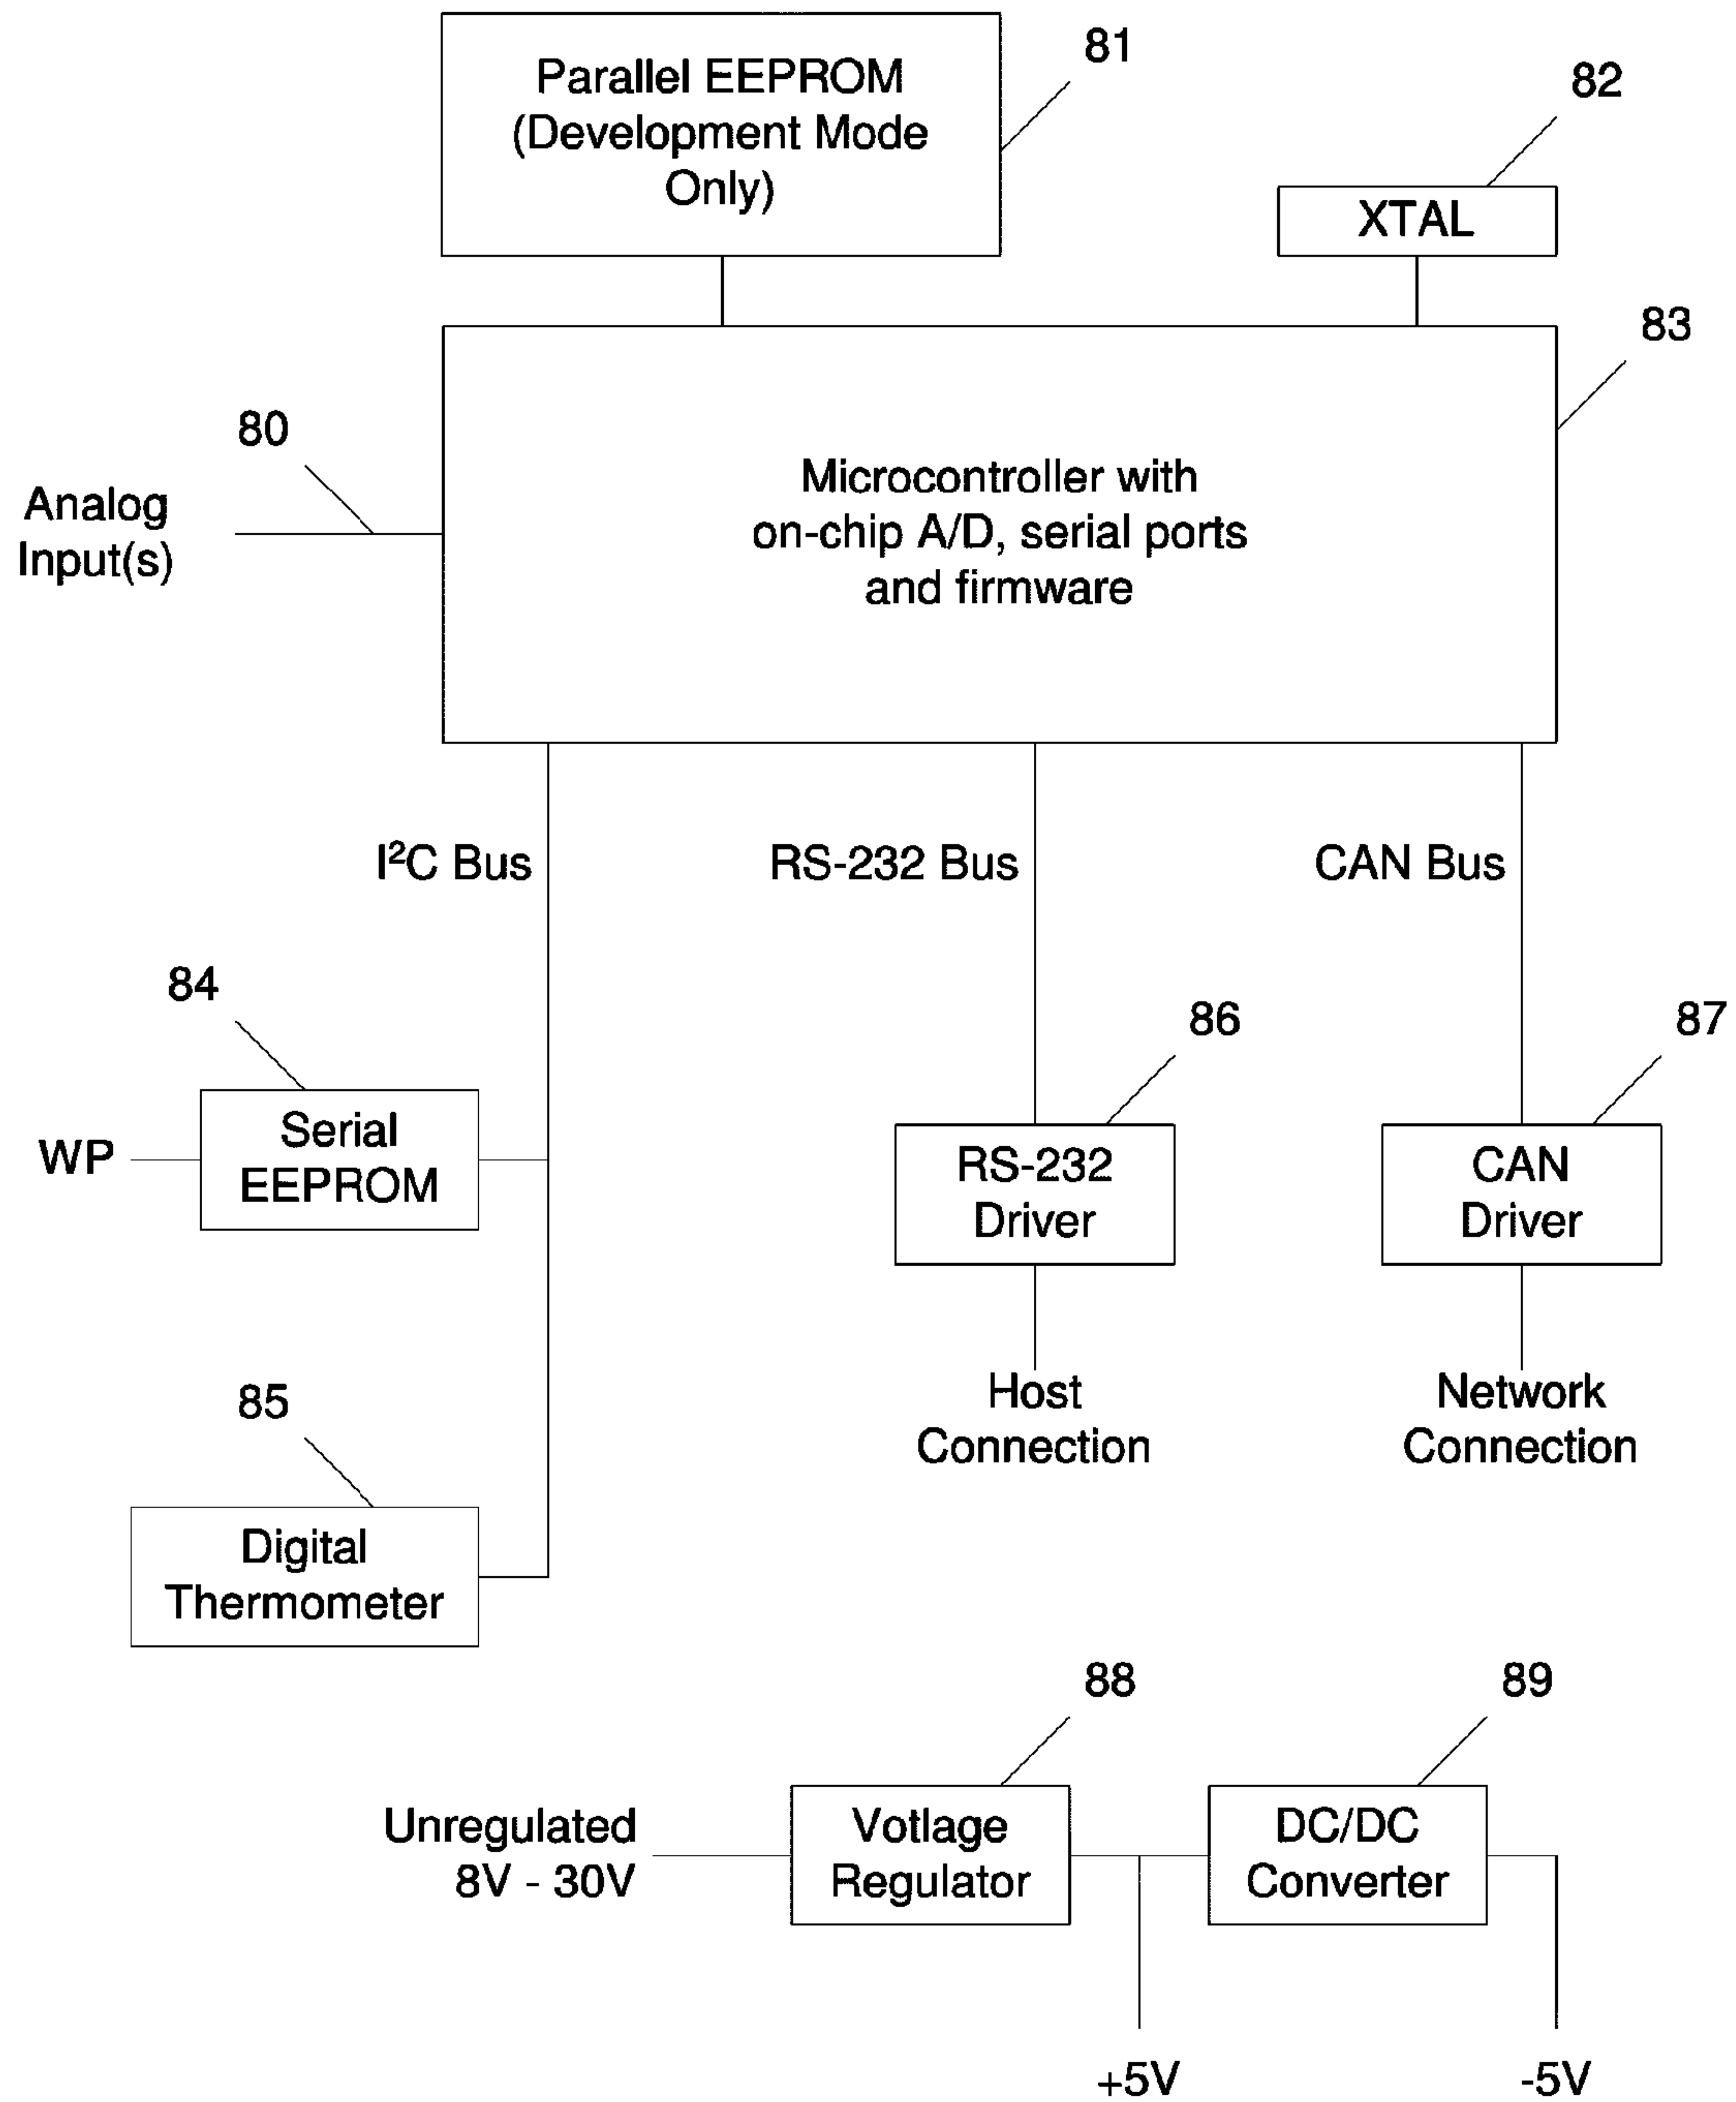 Parallel EEPROM
(Development Mode
Only)
81
82
XTAL
83
80
Analog
Input(s)
Microcontroller with
on-chip A/D, serial ports
and firmware
I²C Bus
RS-232 Bus
CAN Bus
84
86
87
WP
Serial
EEPROM
RS-232
Driver
CAN
Driver
85
Host
Connection
Network
Connection
Digital
Thermometer
88
89
Unregulated
8V - 30V
Votlage
Regulator
DC/DC
Converter
+5V
-5V